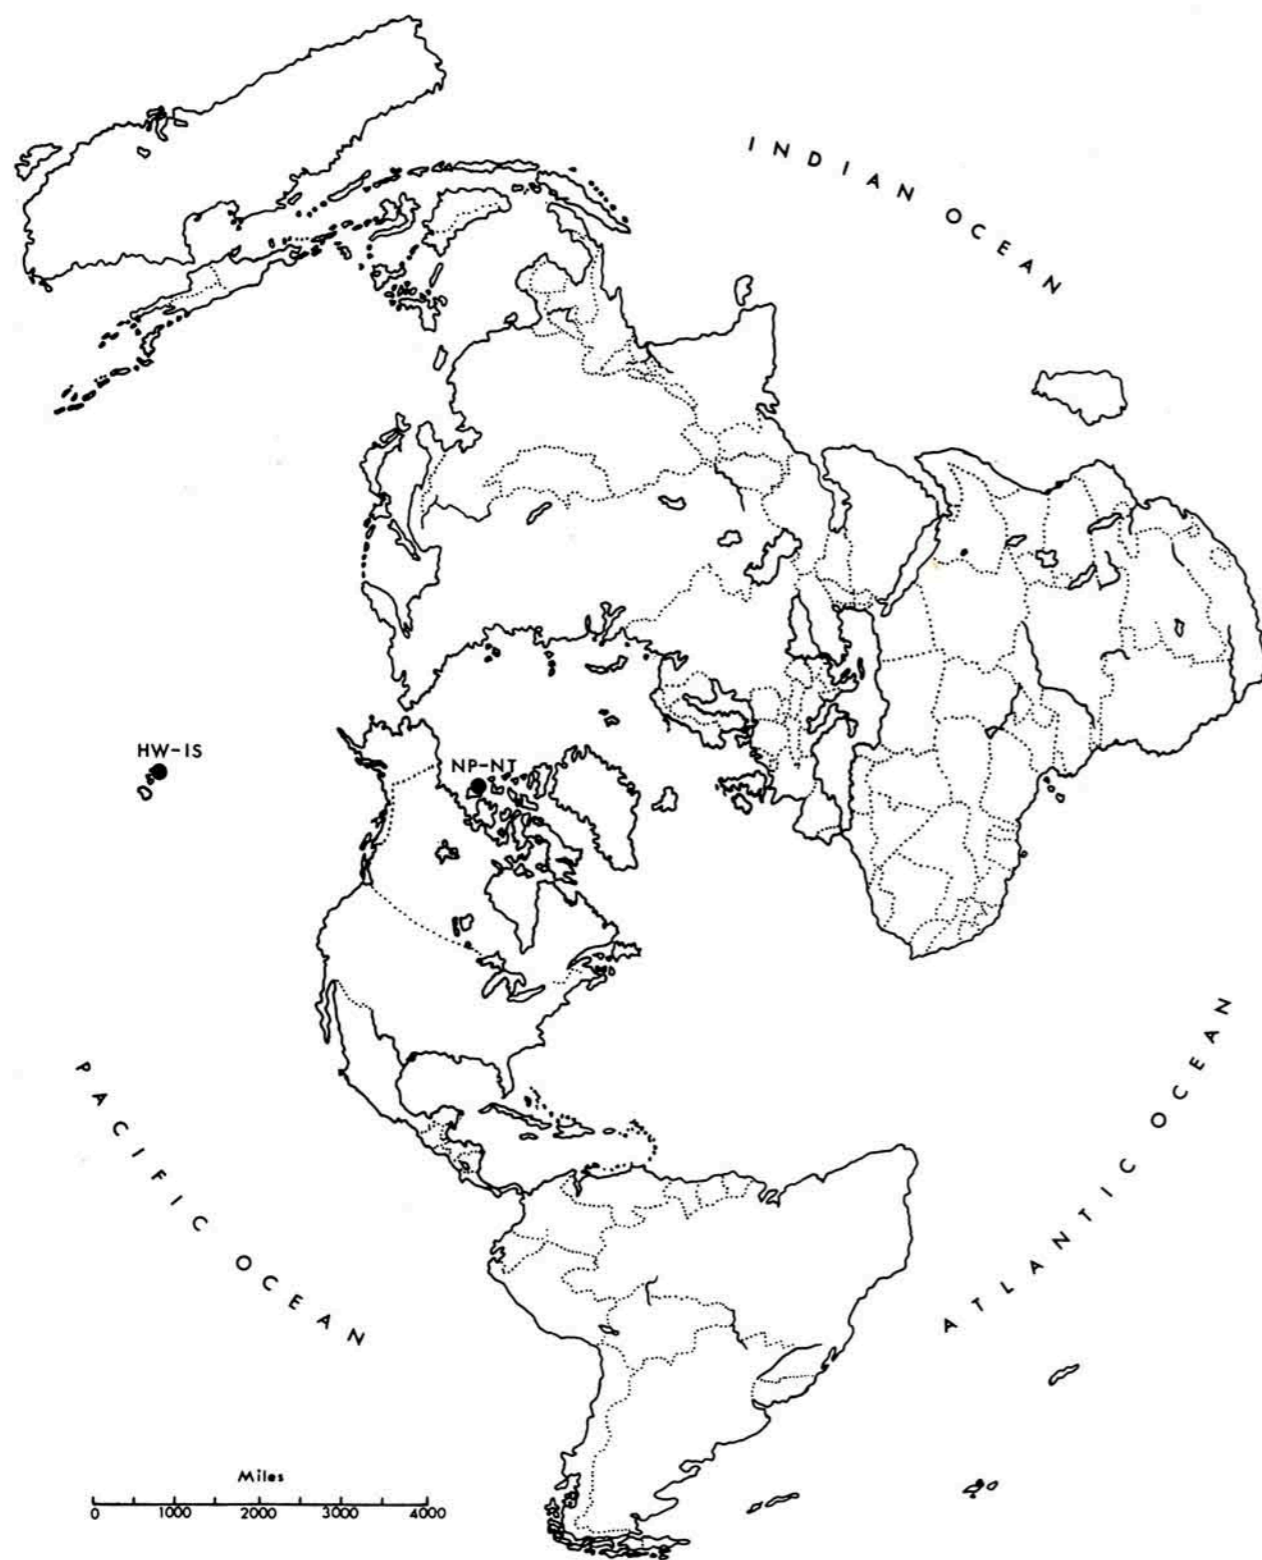 INDIAN OCEAN
HW-IS
NP-NT
PACIFIC OCEAN
ATLANTIC OCEAN
Miles
0 1000 2000 3000 4000